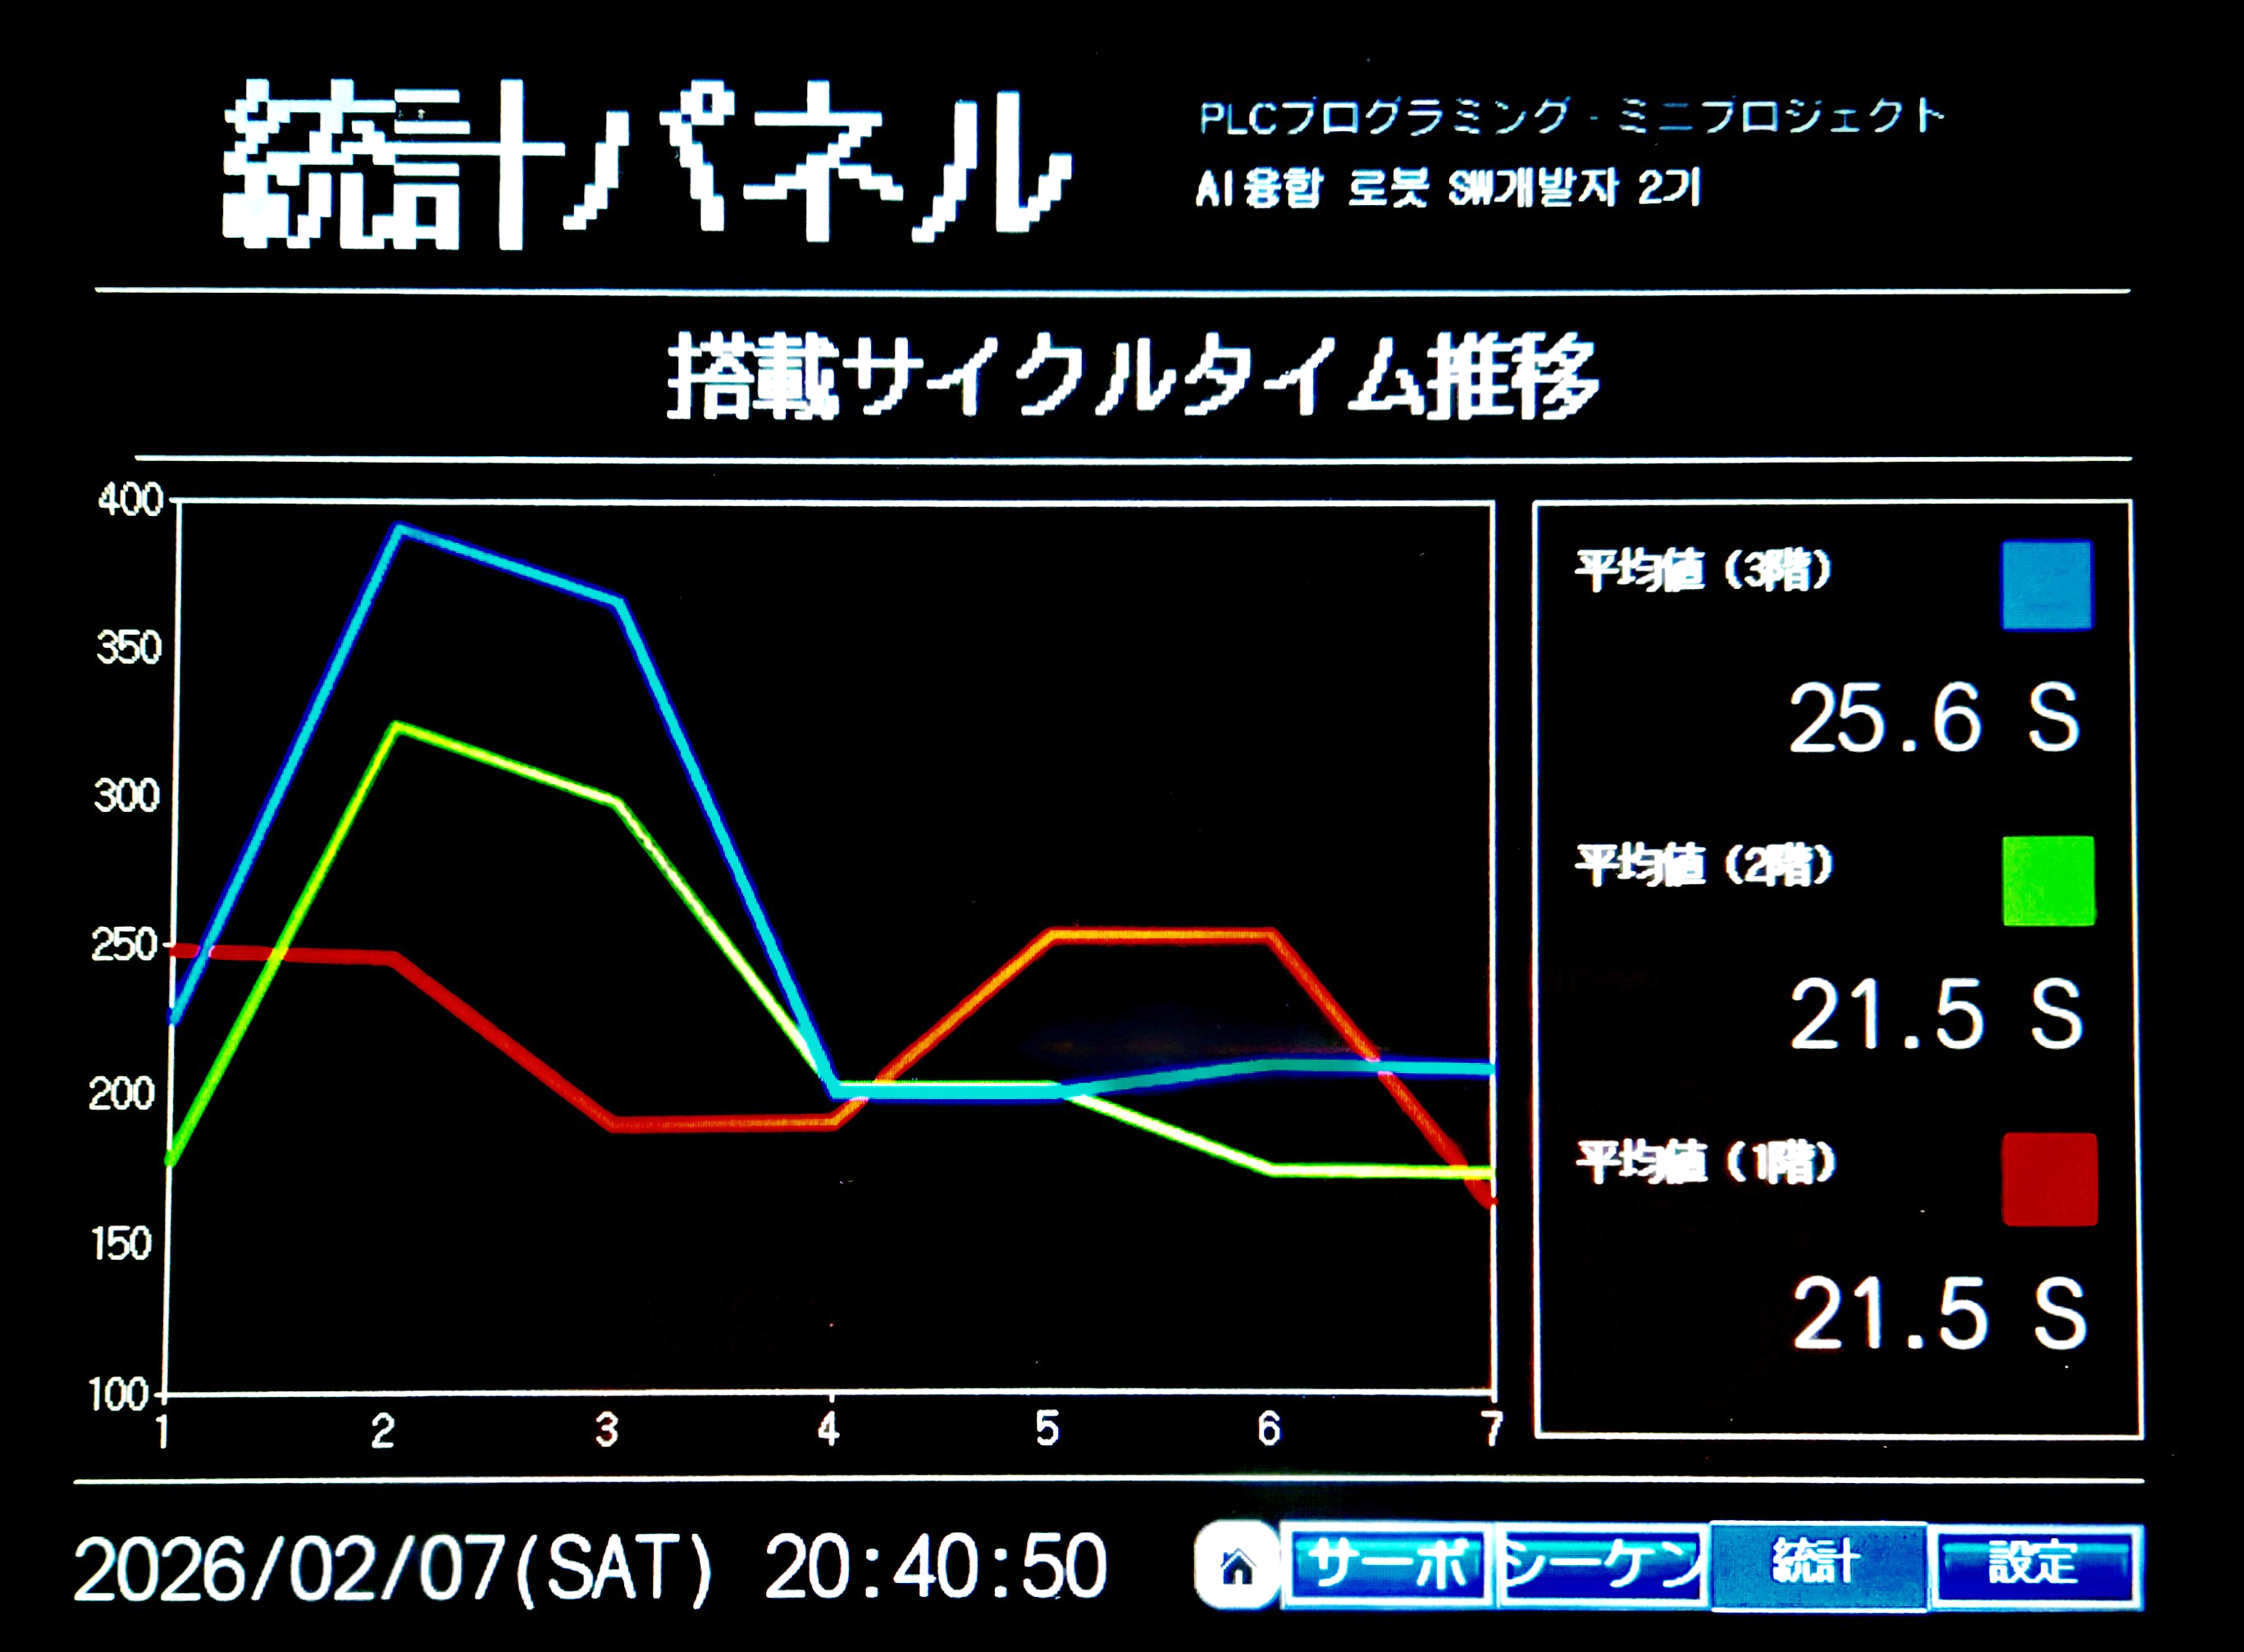 統計パネル
PLCプログラミング - ミニプロジェクト
AI융합 로봇 SW개발자 2기
搭載サイクルタイム推移
400
350
300
250
200
150
100
1 2 3 4 5 6 7
平均値 (3階)
25.6 S
平均値 (2階)
21.5 S
平均値 (1階)
21.5 S
2026/02/07(SAT) 20:40:50
サーボ シーケン 統計 設定